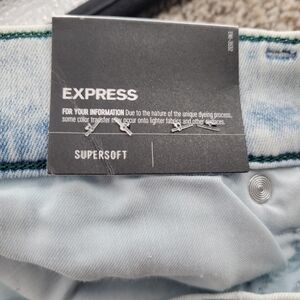 EXPRESS
FOR YOUR INFORMATION Due to the nature of the unique dyeing process,
some color transfer may occur onto lighter fabrics and other surfaces.
SUPERSOFT